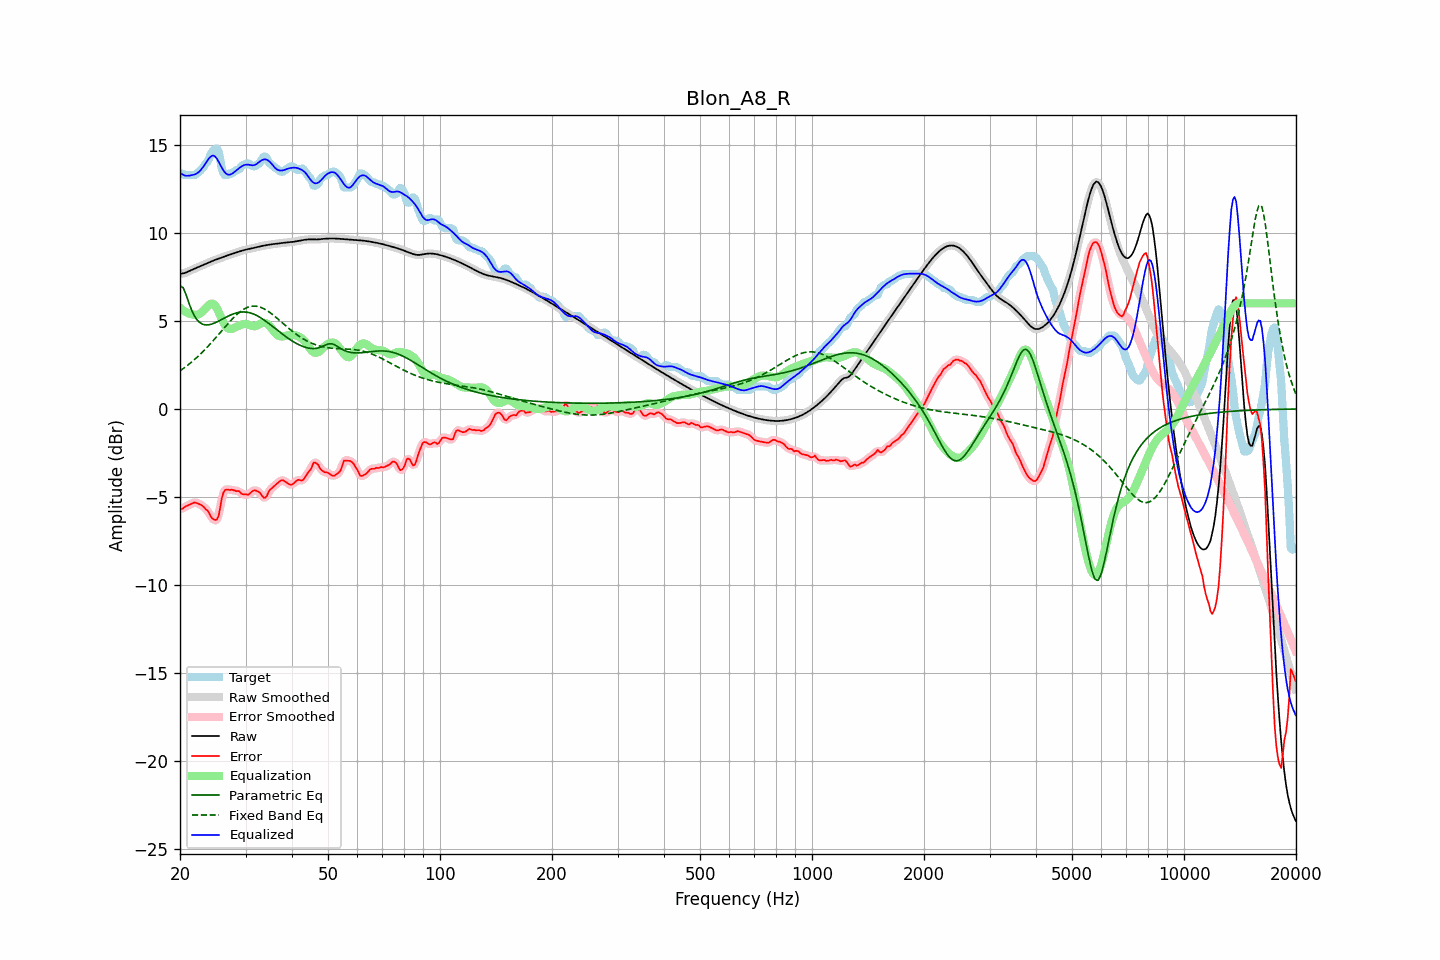 Blon_A8_R
15
10
5
0
−5
−10
−15
−20
−25
Amplitude (dBr)
Target
Raw Smoothed
Error Smoothed
Raw
Error
Equalization
Parametric Eq
Fixed Band Eq
Equalized
20 50 100 200 500 1000 2000 5000 10000 20000
Frequency (Hz)